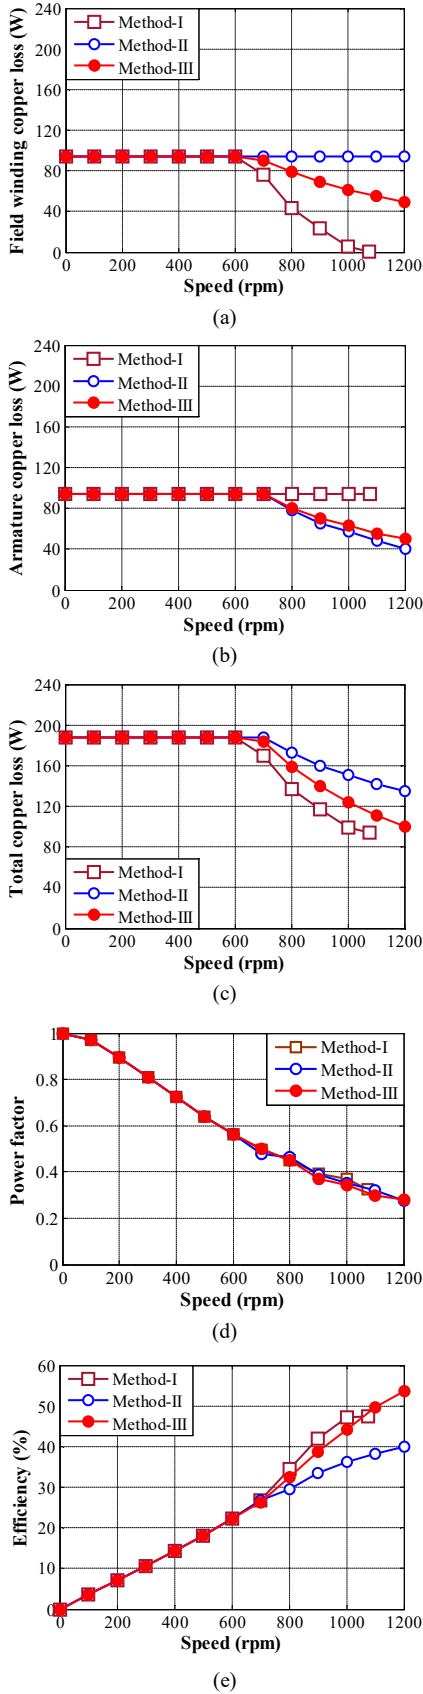 Field winding copper loss (W)
240
200
160
120
80
40
0
Method-I
Method-II
Method-III
0 200 400 600 800 1000 1200
Speed (rpm)
(a)
Armature copper loss (W)
240
200
160
120
80
40
0
Method-I
Method-II
Method-III
0 200 400 600 800 1000 1200
Speed (rpm)
(b)
Total copper loss (W)
240
200
160
120
80
40
0
Method-I
Method-II
Method-III
0 200 400 600 800 1000 1200
Speed (rpm)
(c)
Power factor
1
0.8
0.6
0.4
0.2
0
Method-I
Method-II
Method-III
0 200 400 600 800 1000 1200
Speed (rpm)
(d)
Efficiency (%)
60
50
40
30
20
10
0
Method-I
Method-II
Method-III
0 200 400 600 800 1000 1200
Speed (rpm)
(e)